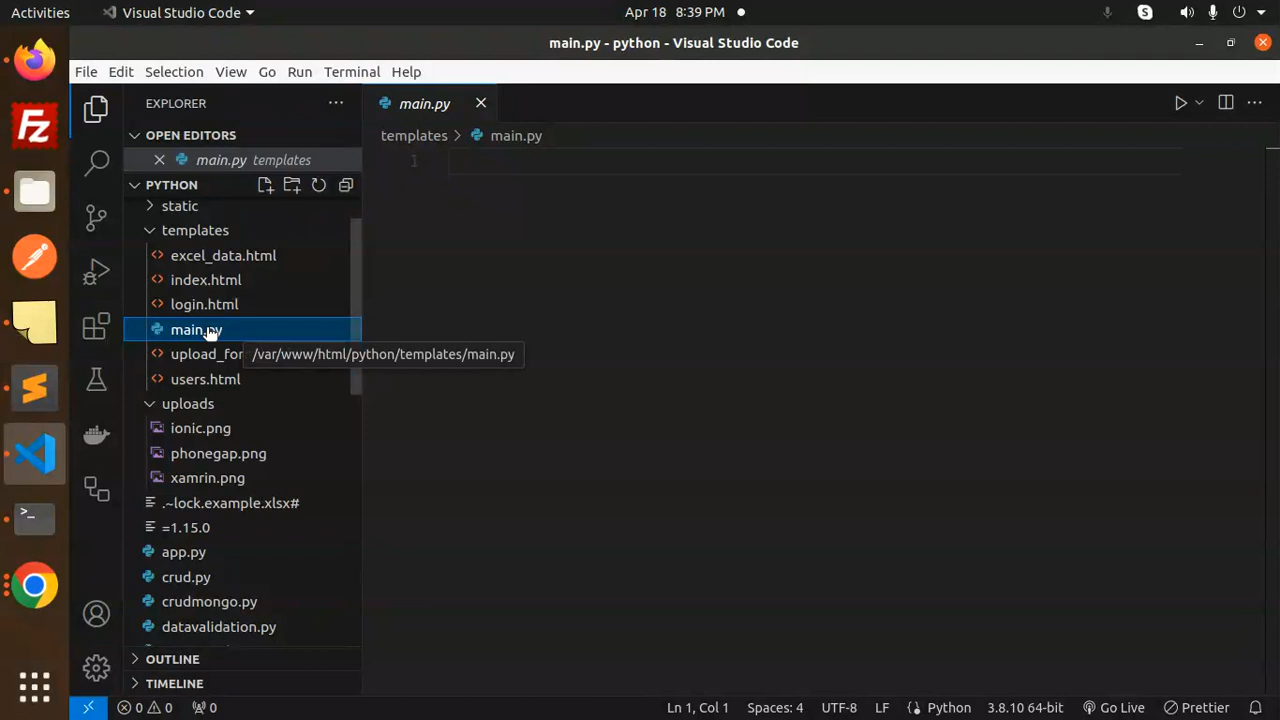 Activities Visual Studio Code Apr 18 8:39 PM
main.py - python - Visual Studio Code
File Edit Selection View Go Run Terminal Help
EXPLORER main.py
OPEN EDITORS
main.py templates
templates main.py
1
PYTHON
static
templates
excel_data.html
index.html
login.html
main.py
upload_for
/var/www/html/python/templates/main.py
users.html
uploads
ionic.png
phonegap.png
xamrin.png
.~lock.example.xlsx#
=1.15.0
app.py
crud.py
crudmongo.py
datavalidation.py
OUTLINE
TIMELINE
0 0 0 Ln 1, Col 1 Spaces: 4 UTF-8 LF Python 3.8.10 64-bit Go Live Prettier